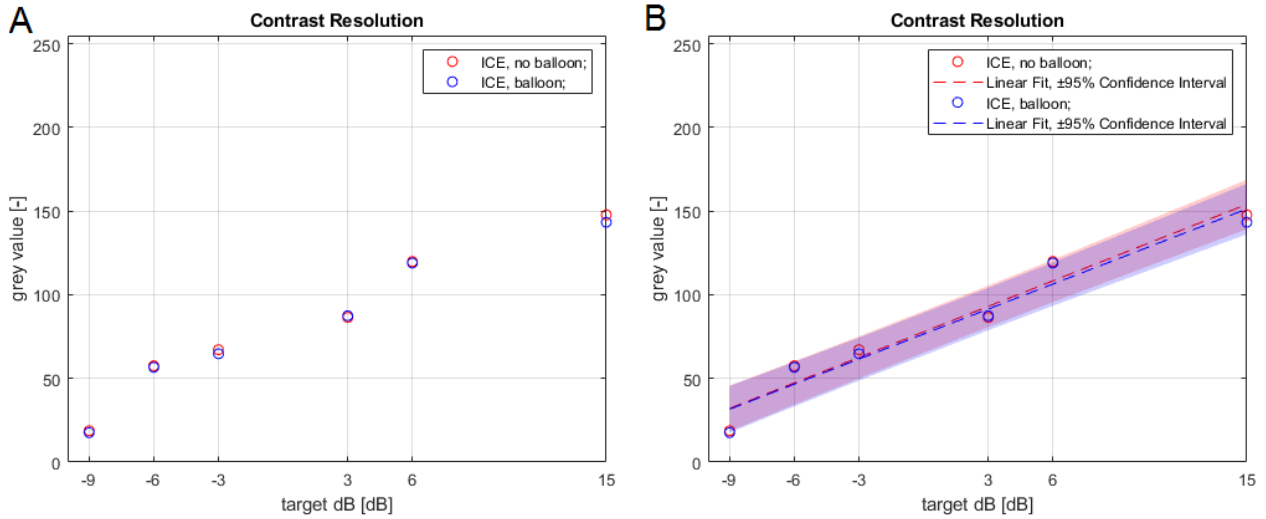 A
Contrast Resolution
250
200
150
100
50
0
grey value [-]
-9 -6 -3 3 6 15
target dB [dB]
ICE, no balloon;
ICE, balloon;
B
Contrast Resolution
250
200
150
100
50
0
grey value [-]
-9 -6 -3 3 6 15
target dB [dB]
ICE, no balloon;
Linear Fit, ±95% Confidence Interval
ICE, balloon;
Linear Fit, ±95% Confidence Interval